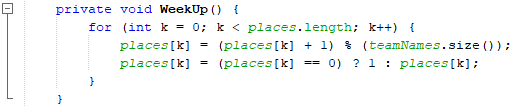 private void WeekUp() {
for (int k = 0; k < places.length; k++) {
places[k] = (places[k] + 1) % (teamNames.size());
places[k] = (places[k] == 0) ? 1 : places[k];
}
}